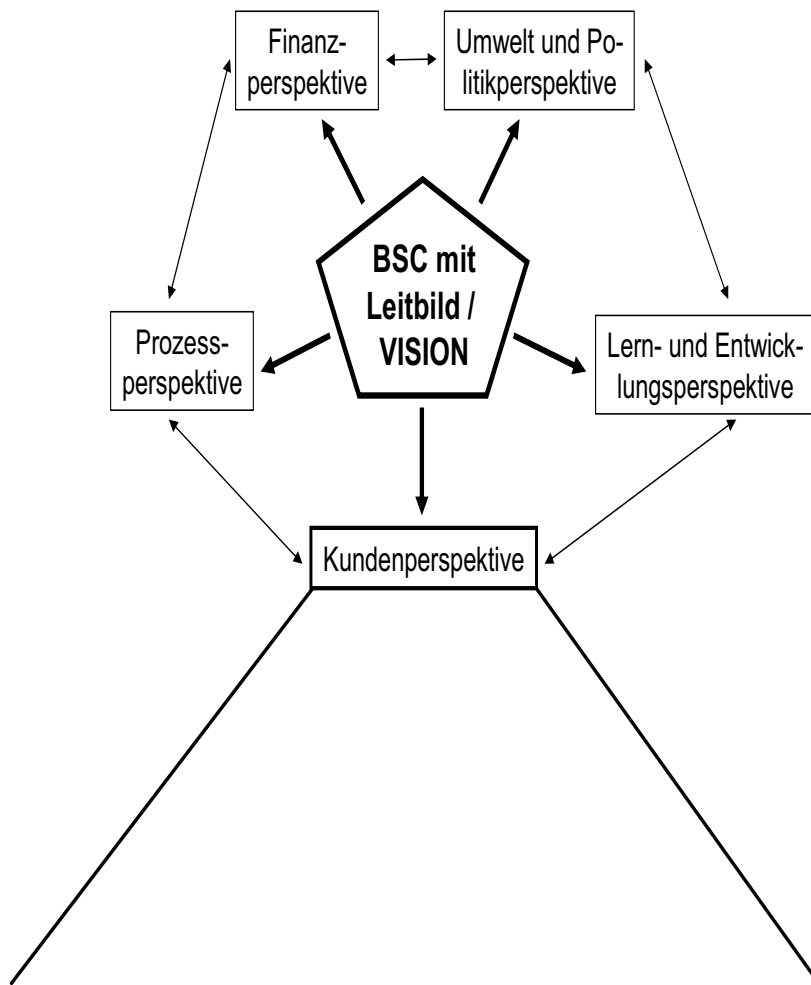 Finanz-
perspektive
Umwelt und Po-
litikperspektive
BSC mit
Leitbild /
VISION
Prozess-
perspektive
Lern- und Entwick-
lungsperspektive
Kundenperspektive